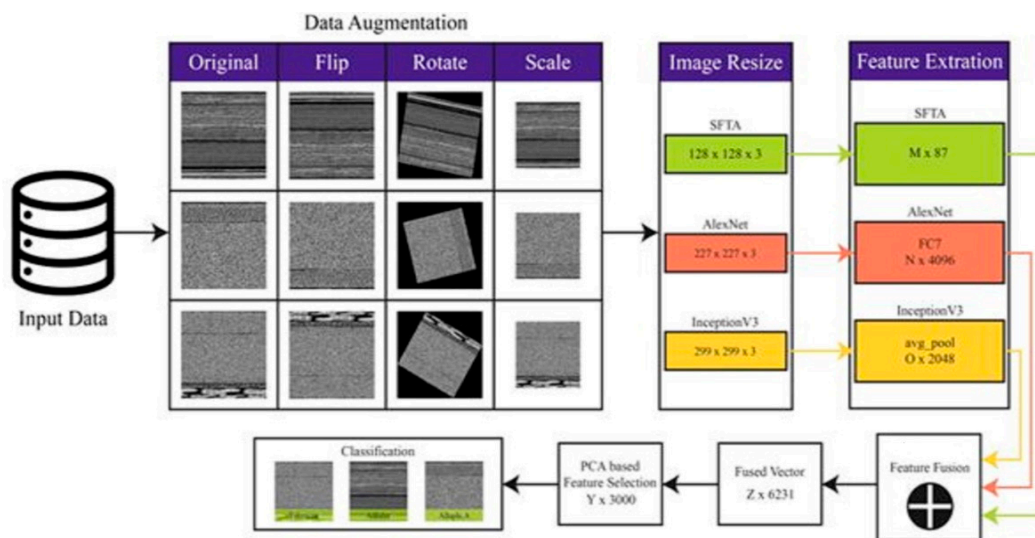 Data Augmentation
Original Flip Rotate Scale
Image Resize
Feature Extration
SFTA
128 x 128 x 3
AlexNet
227 x 227 x 3
InceptionV3
299 x 299 x 3
SFTA
M x 87
AlexNet
FC7
N x 4096
InceptionV3
avg_pool
O x 2048
Input Data
Feature Fusion
Fused Vector
Z x 6231
PCA based
Feature Selection
Y x 3000
Classification